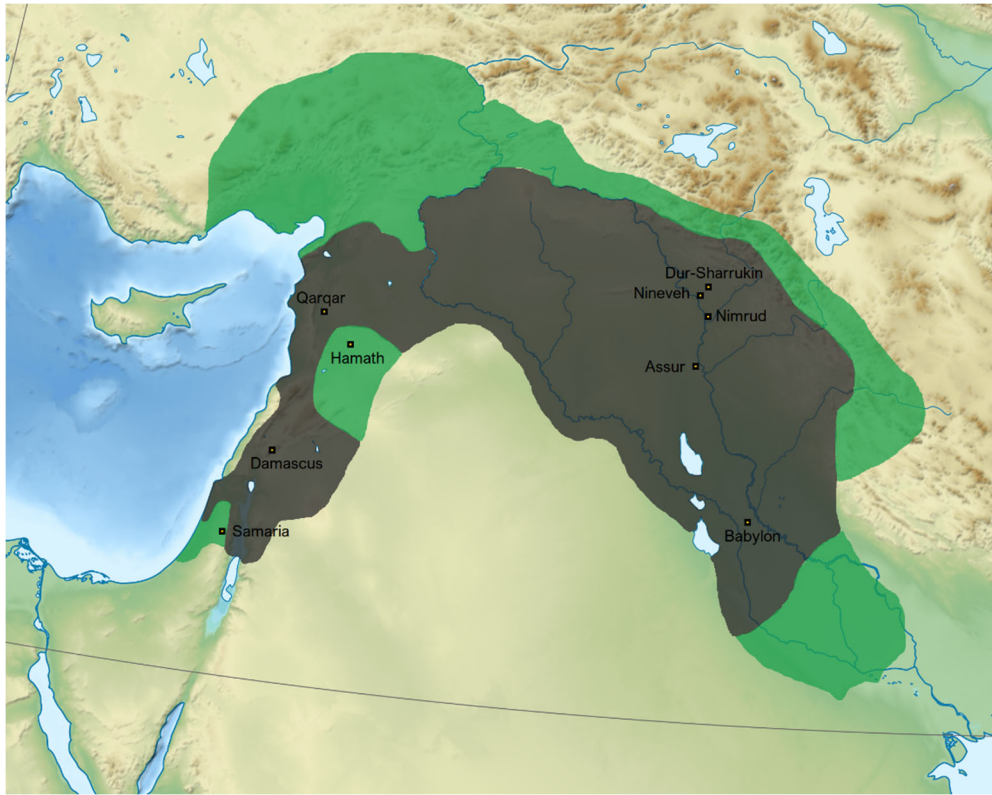 Dur-Sharrukin
Nineveh
Qarqar
Nimrud
Hamath
Assur
Damascus
Samaria
Babylon